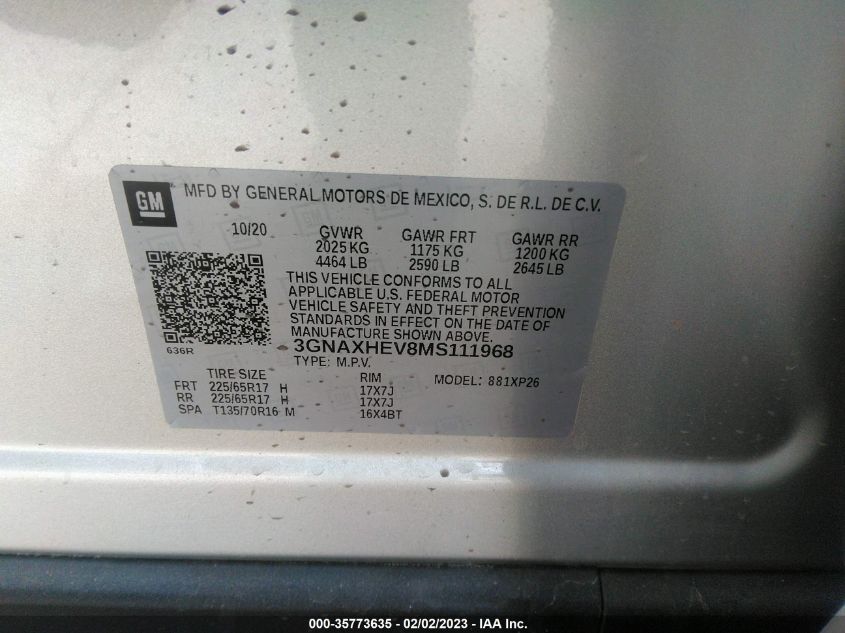 GM
MFD BY GENERAL MOTORS DE MEXICO, S. DE R.L. DE C.V.
10/20 GVWR GAWR FRT GAWR RR
2025 KG 1175 KG 1200 KG
4464 LB 2590 LB 2645 LB
THIS VEHICLE CONFORMS TO ALL
APPLICABLE U.S. FEDERAL MOTOR
VEHICLE SAFETY AND THEFT PREVENTION
STANDARDS IN EFFECT ON THE DATE OF
MANUFACTURE SHOWN ABOVE.
636R 3GNAXHEV8MS111968
TYPE: M.P.V.
TIRE SIZE RIM MODEL: 881XP26
FRT 225/65R17 H 17X7J
RR 225/65R17 H 17X7J
SPA T135/70R16 M 16X4BT
000-35773635 - 02/02/2023 - IAA Inc.